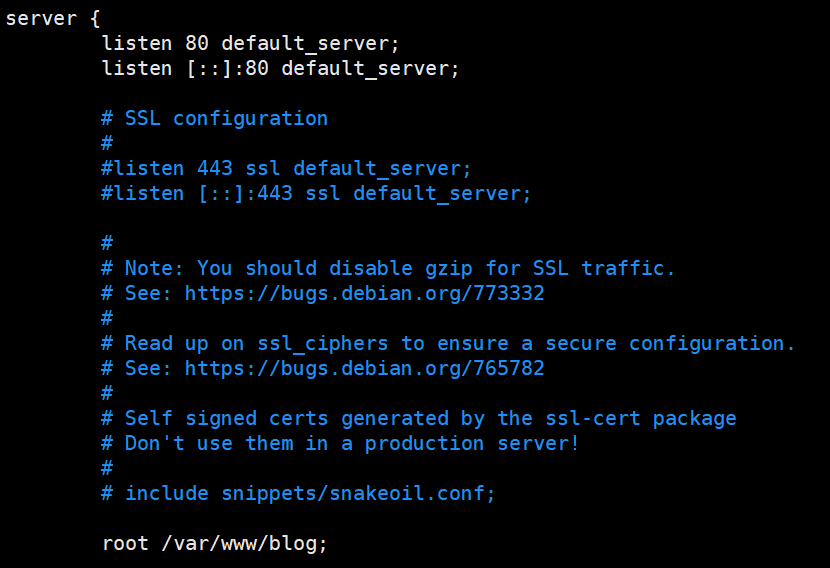 server {
listen 80 default_server;
listen [::]:80 default_server;
# SSL configuration
#
#listen 443 ssl default_server;
#listen [::]:443 ssl default_server;
#
# Note: You should disable gzip for SSL traffic.
# See: https://bugs.debian.org/773332
#
# Read up on ssl_ciphers to ensure a secure configuration.
# See: https://bugs.debian.org/765782
#
# Self signed certs generated by the ssl-cert package
# Don't use them in a production server!
#
# include snippets/snakeoil.conf;
root /var/www/blog;